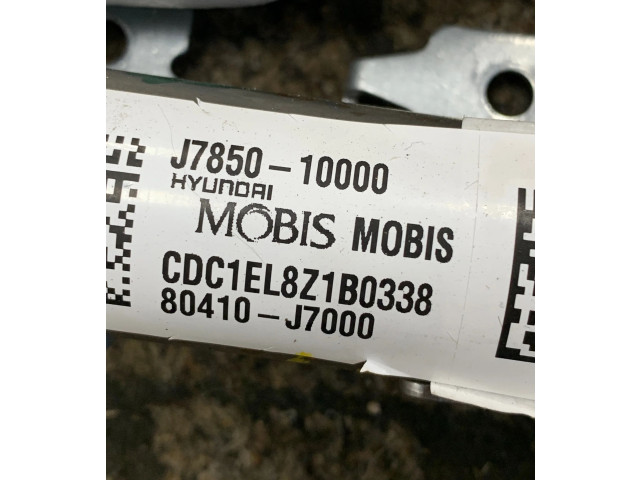 J7850-10000
HYUNDAI
MOBIS MOBIS
CDC1EL8Z1B0338
80410-J7000